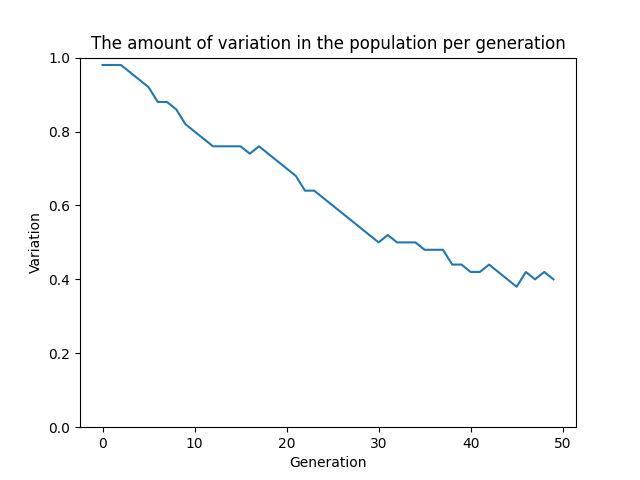 The amount of variation in the population per generation
1.0
0.8
0.6
0.4
0.2
0.0
Variation
0 10 20 30 40 50
Generation